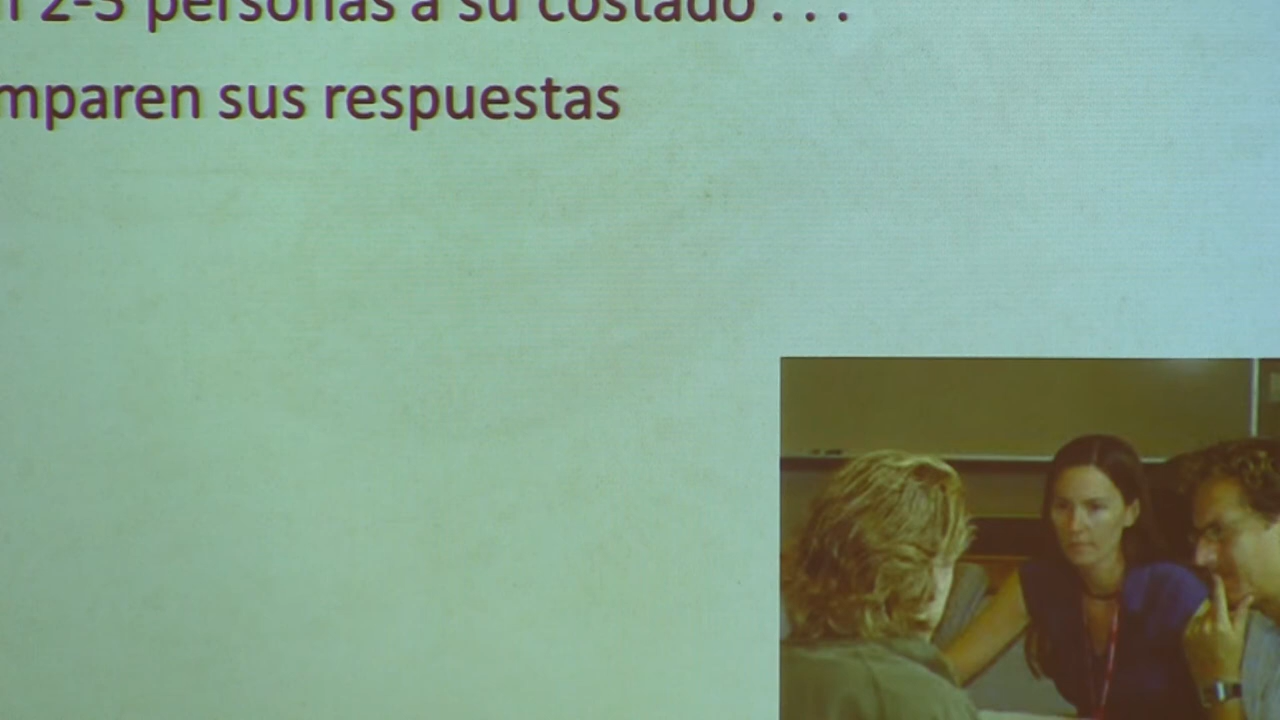 2-3 personas a su costado . . .
mparen sus respuestas